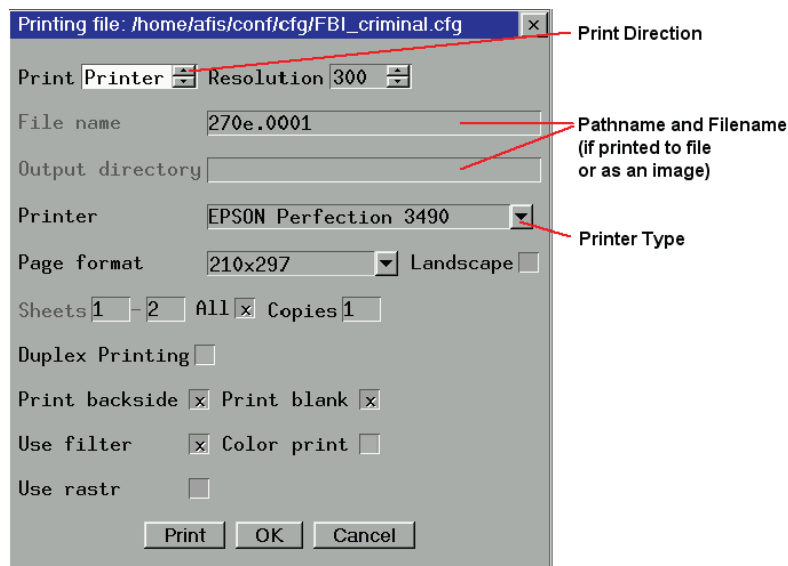 Printing file: /home/afis/conf/cfg/FBI_criminal.cfg x
Print Direction
Print Printer Resolution 300
File name 270e.0001
Pathname and Filename
(if printed to file
or as an image)
Output directory
Printer EPSON Perfection 3490
Printer Type
Page format 210x297 Landscape
Sheets 1 - 2 All x Copies 1
Duplex Printing
Print backside x Print blank x
Use filter x Color print
Use rastr
Print OK Cancel